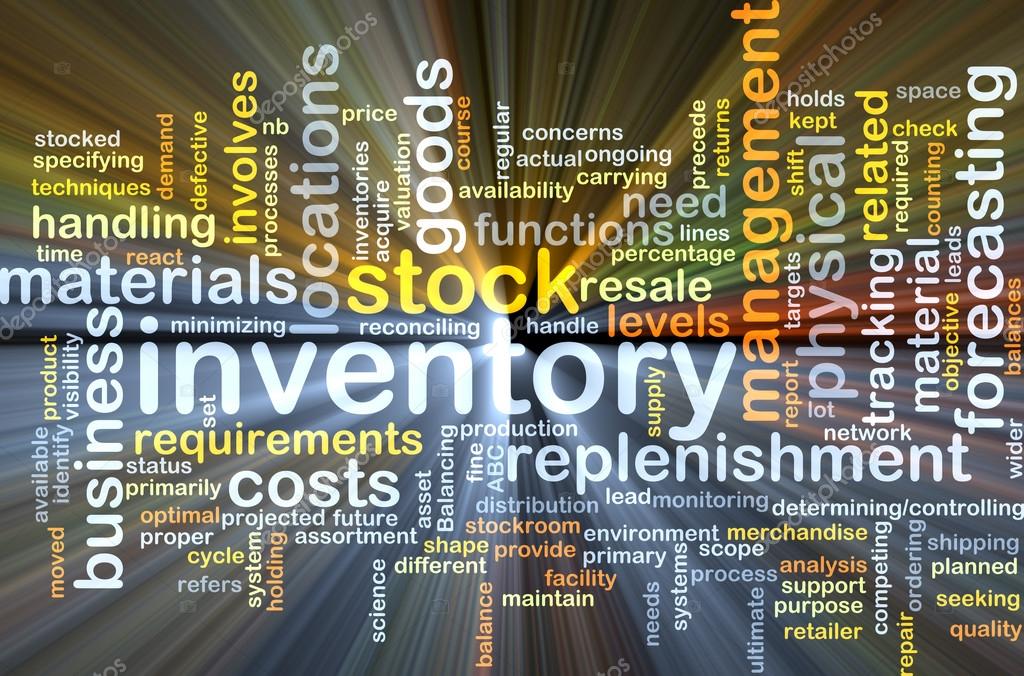 stocked
specifying
techniques
handling
time
react
demand
defective
involves
nb
processes
locations
price
inventories
acquire
valuation
goods
course
regular
concerns
actual
ongoing
carrying
availability
functions
need
lines
percentage
precede
returns
management
holds
kept
shift
targets
physical
related
space
check
required
counting
forecasting
materials
stock
resale
minimizing
reconciling
handle
levels
inventory
tracking
material
leads
objective
balances
product
visibility
business
set
available
identify
requirements
status
primarily
costs
production
replenishment
supply
report
lot
network
wider
optimal
projected future
proper
assortment
cycle
refers
system
holding
moved
asset
Balancing
fine
ABC
distribution
lead
monitoring
determining/controlling
stockroom
environment
merchandise
shape
provide
primary
scope
different
facility
maintain
science
balance
needs
systems
process
ultimate
analysis
support
purpose
retailer
competing
ordering
repair
shipping
planned
seeking
quality
depositphotos